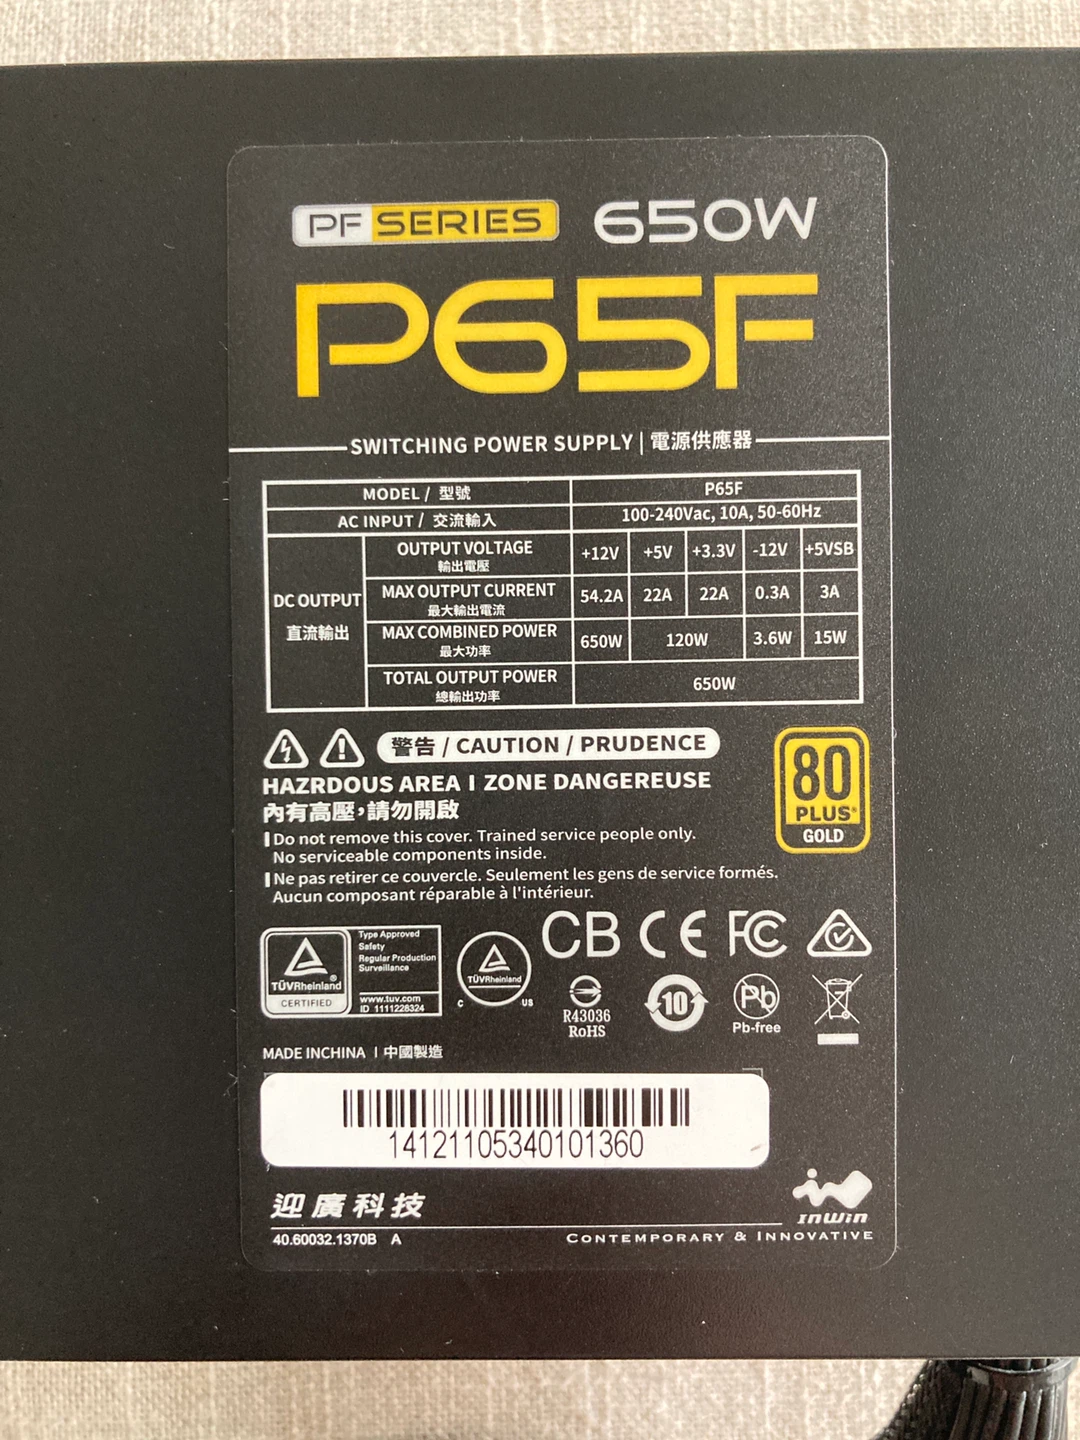 PF SERIES 650W
P65F
SWITCHING POWER SUPPLY | 電源供應器
MODEL / 型號 P65F
AC INPUT / 交流輸入 100-240Vac, 10A, 50-60Hz
DC OUTPUT
直流輸出
OUTPUT VOLTAGE +12V +5V +3.3V -12V +5VSB
輸出電壓
MAX OUTPUT CURRENT 54.2A 22A 22A 0.3A 3A
最大輸出電流
MAX COMBINED POWER 650W 120W 3.6W 15W
最大功率
TOTAL OUTPUT POWER 650W
總輸出功率
警告 / CAUTION / PRUDENCE
HAZRDOUS AREA I ZONE DANGEREUSE
內有高壓,請勿開啟
Do not remove this cover. Trained service people only.
No serviceable components inside.
Ne pas retirer ce couvercle. Seulement les gens de service formés.
Aucun composant réparable à l'intérieur.
80
PLUS®
GOLD
TÜVRheinland®
CERTIFIED
Type Approved
Safety
Regular Production
Surveillance
www.tuv.com
ID 1111228324
TÜVRheinland
C US
CB CE FC
R43036
RoHS
10
Pb
Pb-free
MADE INCHINA | 中國製造
14121105340101360
迎廣科技
InWin
40.60032.1370B A
CONTEMPORARY & INNOVATIVE